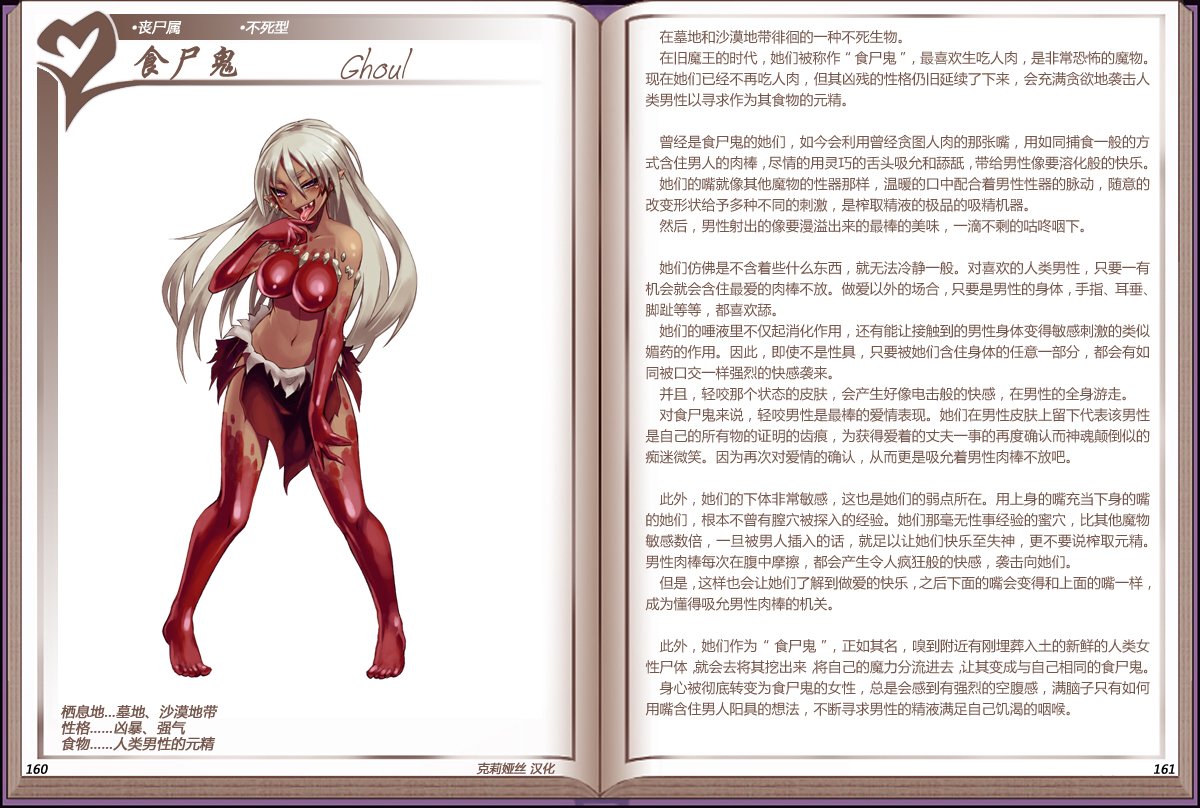 •丧尸属
•不死型
食尸鬼
Ghoul
栖息地...墓地、沙漠地带
性格......凶暴、强气
食物......人类男性的元精
160
克莉娅丝 汉化
在墓地和沙漠地带徘徊的一种不死生物。
在旧魔王的时代，她们被称作“食尸鬼”，最喜欢生吃人肉，是非常恐怖的魔物。
现在她们已经不再吃人肉，但其凶残的性格仍旧延续了下来，会充满贪欲地袭击人
类男性以寻求作为其食物的元精。
曾经是食尸鬼的她们，如今会利用曾经贪图人肉的那张嘴，用如同捕食一般的方
式含住男人的肉棒，尽情的用灵巧的舌头吸允和舔舐，带给男性像要溶化般的快乐。
她们的嘴就像其他魔物的性器那样，温暖的口中配合着男性性器的脉动，随意的
改变形状给予多种不同的刺激，是榨取精液的极品的吸精机器。
然后，男性射出的像要漫溢出来的最棒的美味，一滴不剩的咕咚咽下。
她们仿佛是不含着些什么东西，就无法冷静一般。对喜欢的人类男性，只要一有
机会就会含住最爱的肉棒不放。做爱以外的场合，只要是男性的身体，手指、耳垂、
脚趾等等，都喜欢舔。
她们的唾液里不仅起消化作用，还有能让接触到的男性身体变得敏感刺激的类似
媚药的作用。因此，即使不是性具，只要被她们含住身体的任意一部分，都会有如
同被口交一样强烈的快感袭来。
并且，轻咬那个状态的皮肤，会产生好像电击般的快感，在男性的全身游走。
对食尸鬼来说，轻咬男性是最棒的爱情表现。她们在男性皮肤上留下代表该男性
是自己的所有物的证明的齿痕，为获得爱着的丈夫一事的再度确认而神魂颠倒似的
痴迷微笑。因为再次对爱情的确认，从而更是吸允着男性肉棒不放吧。
此外，她们的下体非常敏感，这也是她们的弱点所在。用上身的嘴充当下身的嘴
的她们，根本不曾有膣穴被探入的经验。她们那毫无性事经验的蜜穴，比其他魔物
敏感数倍，一旦被男人插入的话，就足以让她们快乐至失神，更不要说榨取元精。
男性肉棒每次在腹中摩擦，都会产生令人疯狂般的快感，袭击向她们。
但是，这样也会让她们了解到做爱的快乐，之后下面的嘴会变得和上面的嘴一样，
成为懂得吸允男性肉棒的机关。
此外，她们作为“食尸鬼”，正如其名，嗅到附近有刚埋葬入土的新鲜的人类女
性尸体，就会去将其挖出来，将自己的魔力分流进去，让其变成与自己相同的食尸鬼。
身心被彻底转变为食尸鬼的女性，总是会感到有强烈的空腹感，满脑子只有如何
用嘴含住男人阳具的想法，不断寻求男性的精液满足自己饥渴的咽喉。
161